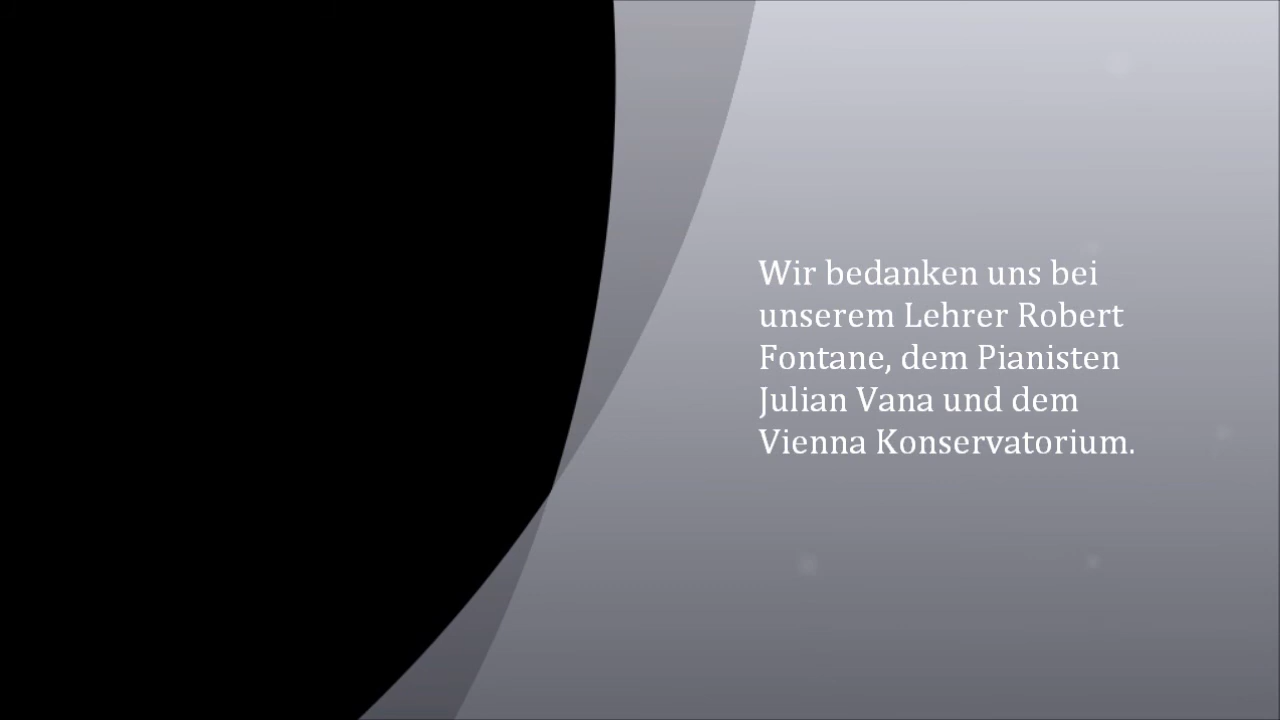 Wir bedanken uns bei
unserem Lehrer Robert
Fontane, dem Pianisten
Julian Vana und dem
Vienna Konservatorium.